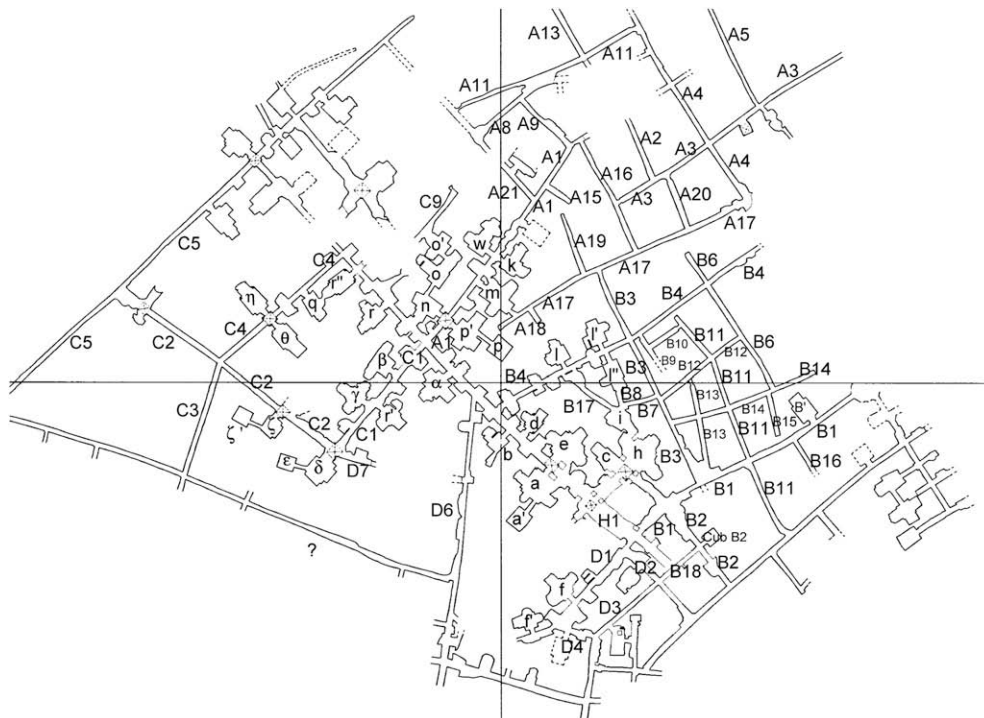 A13
A5
A11
A3
A11
A4
A8
A9
A2
A3
A1
A16
A4
A21
A15
A3
A20
C9
A1
A17
o'
w
A19
C5
C4
o
k
A17
B6
B4
r''
η
q
n
m
B3
B4
r
A17
C4
θ
p'
A18
l'
B11
B6
C5
C2
A1
p
B10
B12
C1
l
B3
B9
B12
β
α
B4
l''
B11
B14
C2
γ
B17
B8
B13
B7
B14
B'
C3
r'
i
B15
ζ
ζ'
C2
C1
d
B13
B11
B1
b
e
c
h
B3
B16
ε
δ
D7
a
B1
B11
D6
a'
H1
B1
B2
?
Cub B2
D1
D2
B18
B2
E
f
D3
f'
D4